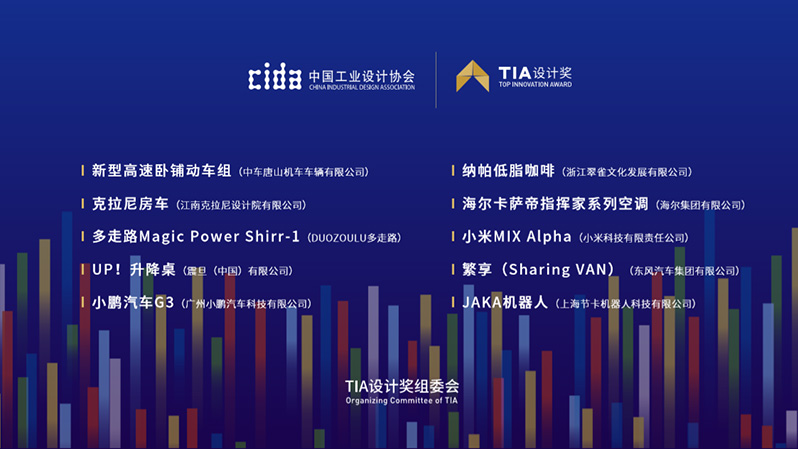 cida 中国工业设计协会
CHINA INDUSTRIAL DESIGN ASSOCIATION
TIA设计奖
TOP INNOVATION AWARD
新型高速卧铺动车组（中车唐山机车车辆有限公司）
克拉尼房车（江南克拉尼设计院有限公司）
多走路Magic Power Shirr-1（DUOZOULU多走路）
UP！升降桌（震旦（中国）有限公司）
小鹏汽车G3（广州小鹏汽车科技有限公司）
纳帕低脂咖啡（浙江翠雀文化发展有限公司）
海尔卡萨帝指挥家系列空调（海尔集团有限公司）
小米MIX Alpha（小米科技有限责任公司）
繁享（Sharing VAN）（东风汽车集团有限公司）
JAKA机器人（上海节卡机器人科技有限公司）
TIA设计奖组委会
Organizing Committee of TIA